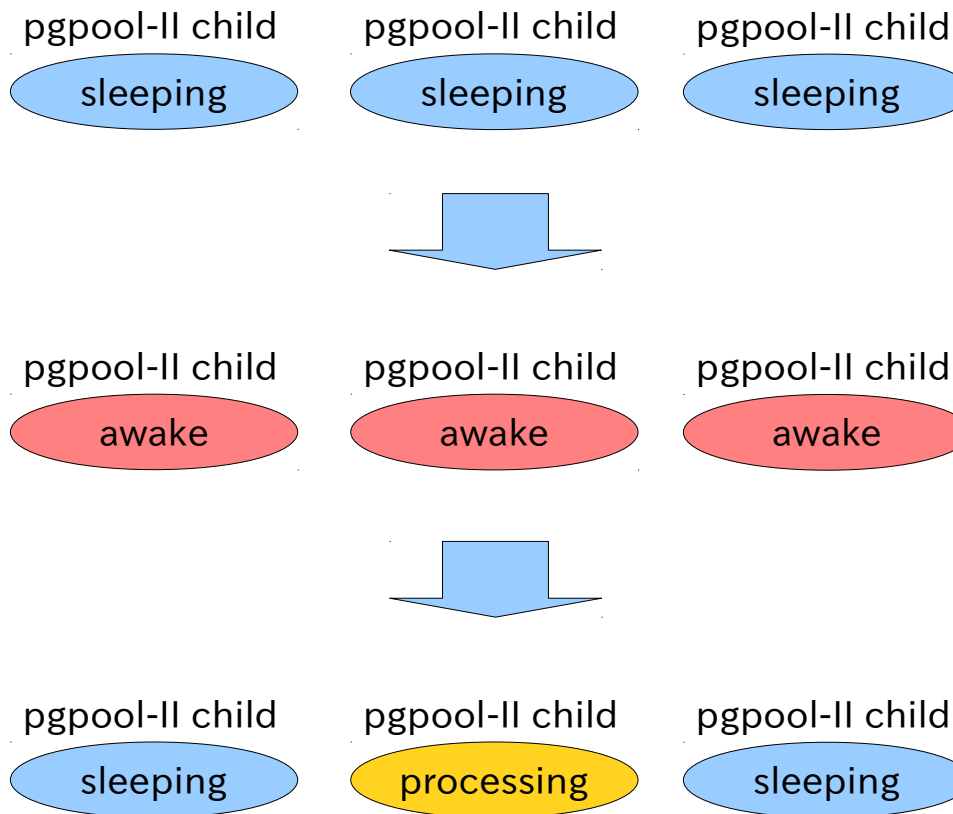 pgpool-II child pgpool-II child pgpool-II child
sleeping sleeping sleeping
pgpool-II child pgpool-II child pgpool-II child
awake awake awake
pgpool-II child pgpool-II child pgpool-II child
sleeping processing sleeping